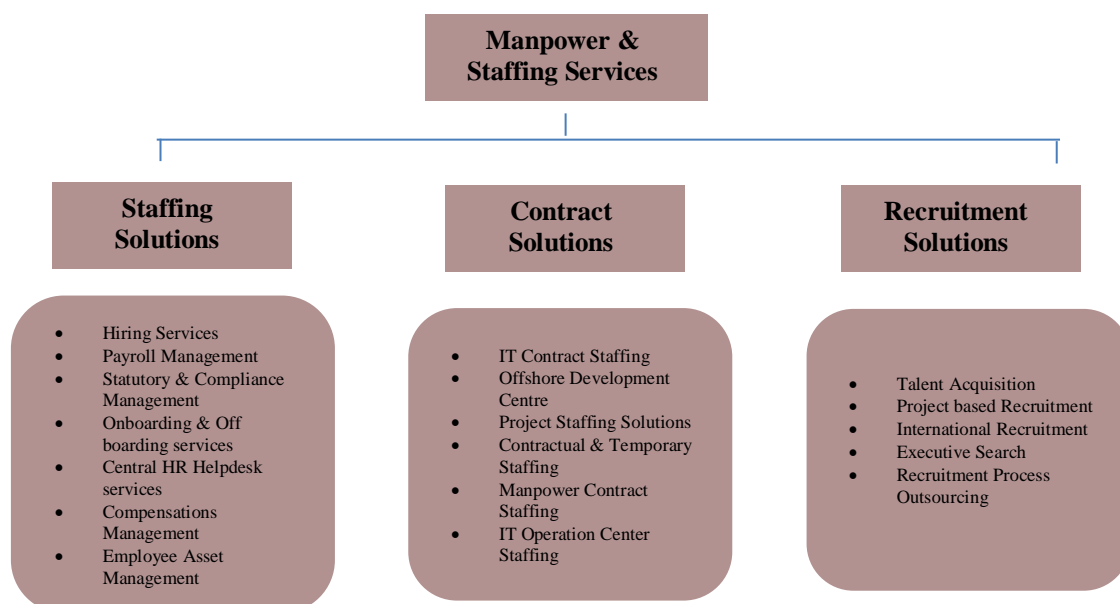 Manpower &
Staffing Services
Staffing
Solutions
Contract
Solutions
Recruitment
Solutions
• Hiring Services
• Payroll Management
• Statutory & Compliance
Management
• Onboarding & Off
boarding services
• Central HR Helpdesk
services
• Compensations
Management
• Employee Asset
Management
• IT Contract Staffing
• Offshore Development
Centre
• Project Staffing Solutions
• Contractual & Temporary
Staffing
• Manpower Contract
Staffing
• IT Operation Center
Staffing
• Talent Acquisition
• Project based Recruitment
• International Recruitment
• Executive Search
• Recruitment Process
Outsourcing